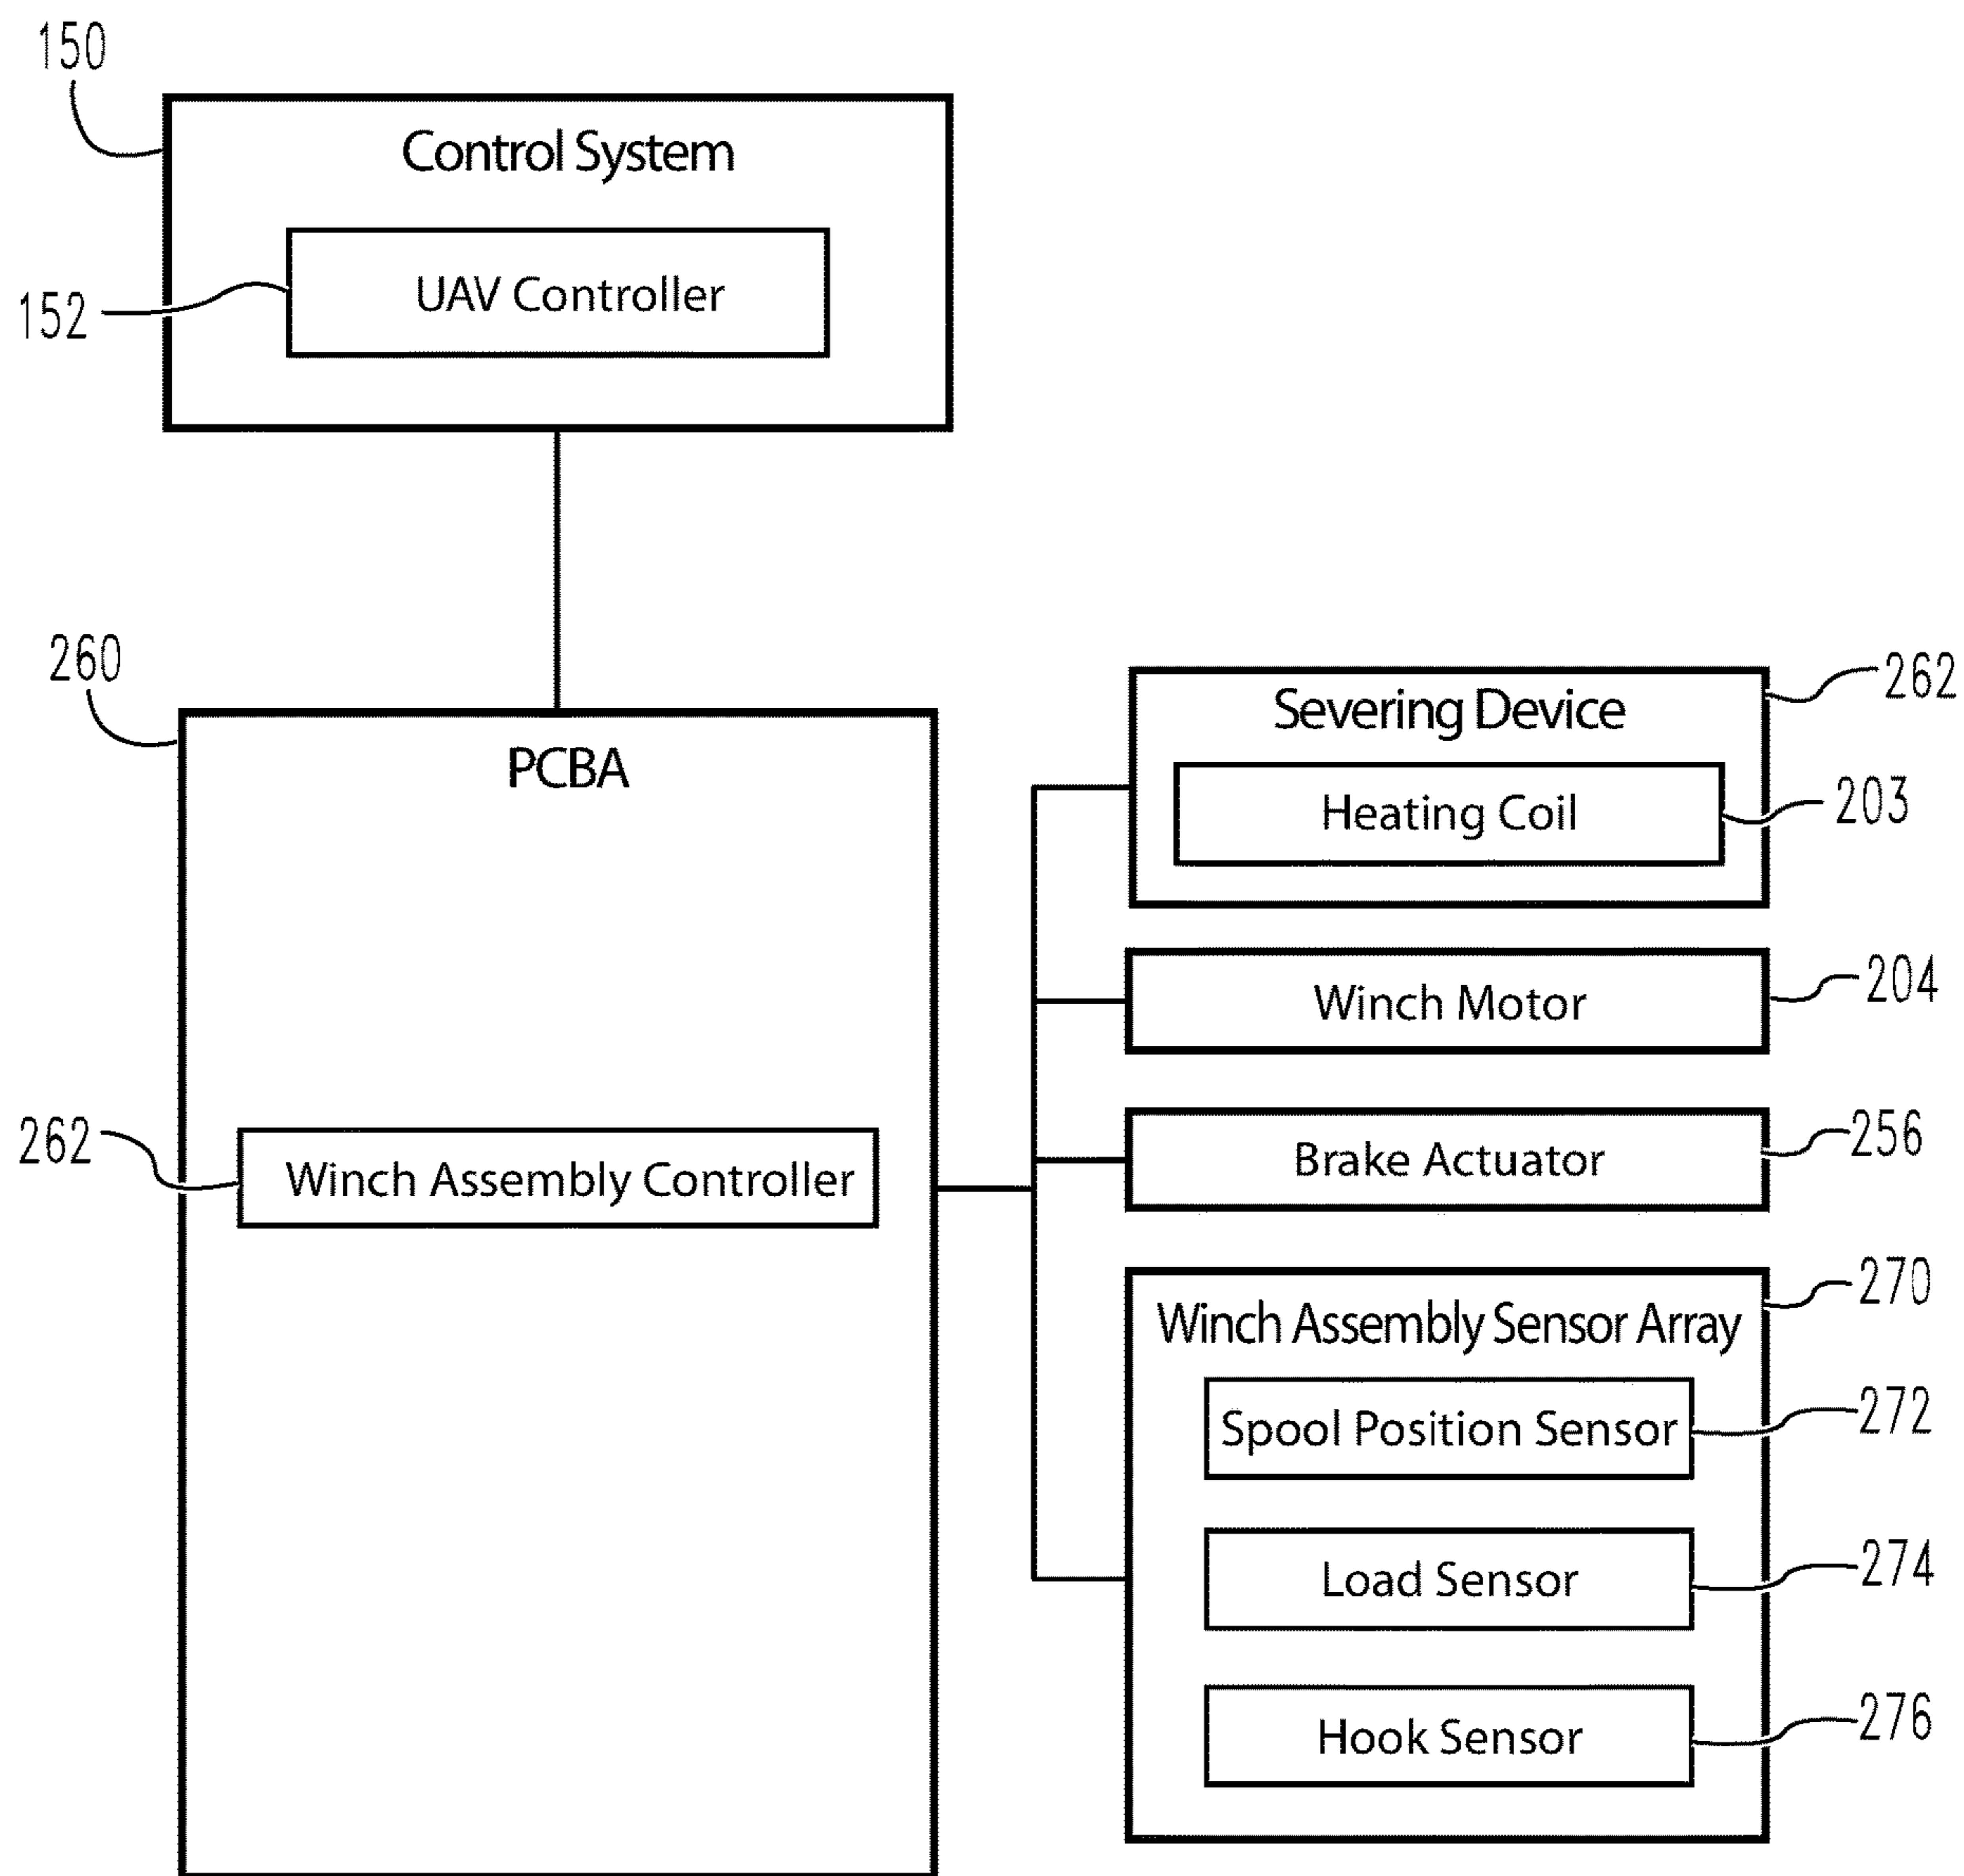 150
Control System
UAV Controller
152
260
PCBA
262
Winch Assembly Controller
Severing Device
262
Heating Coil
203
Winch Motor
204
Brake Actuator
256
Winch Assembly Sensor Array
270
Spool Position Sensor
272
Load Sensor
274
Hook Sensor
276